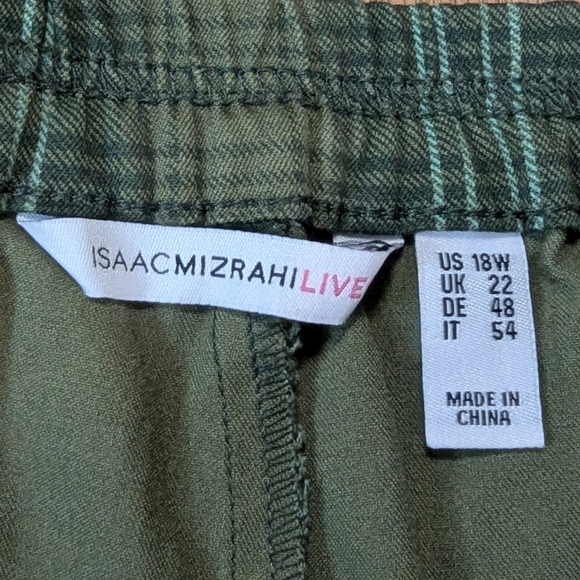 ISAACMIZRAHILIVE
US 18W
UK 22
DE 48
IT 54
MADE IN
CHINA